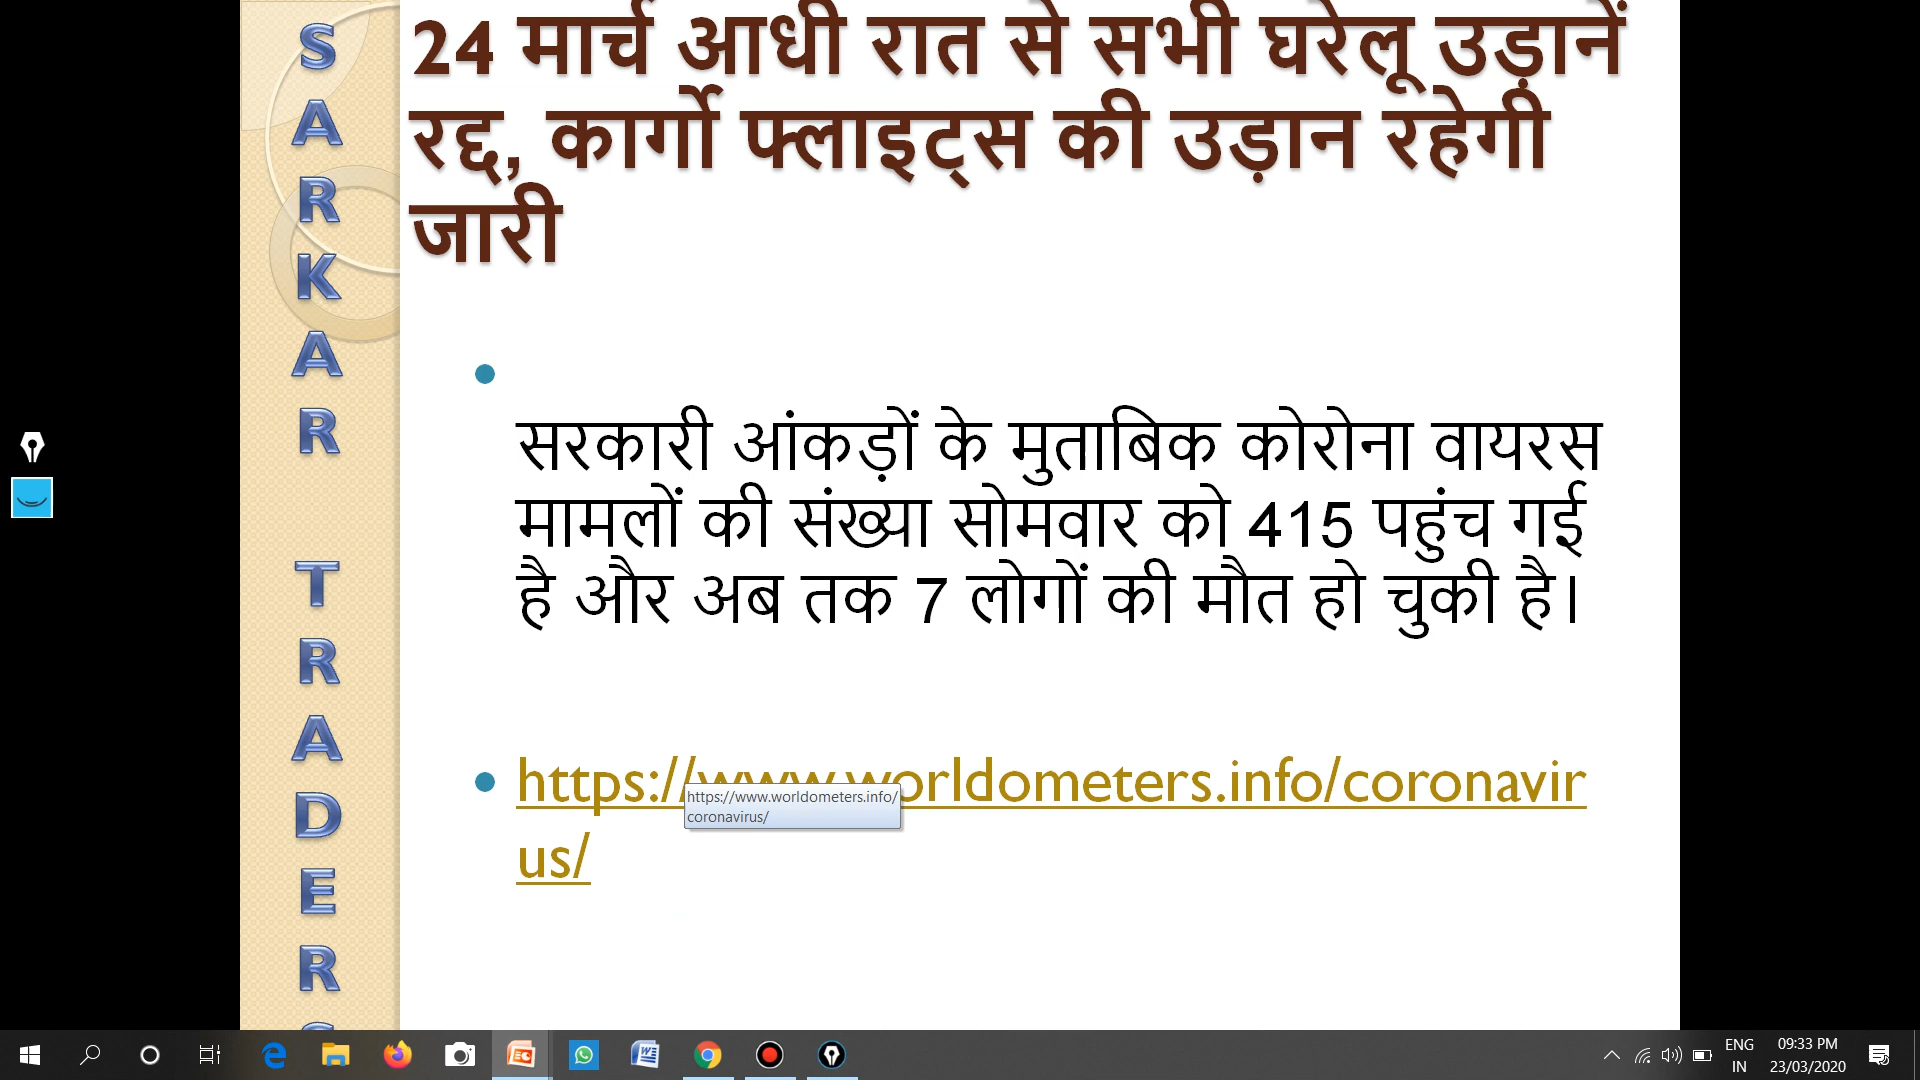 SARKAR TRADERS
24 मार्च आधी रात से सभी घरेलू उड़ानें
रद्द, कार्गो फ्लाइट्स की उड़ान रहेगी
जारी
सरकारी आंकड़ों के मुताबिक कोरोना वायरस
मामलों की संख्या सोमवार को 415 पहुंच गई
है और अब तक 7 लोगों की मौत हो चुकी है।
https://www.worldometers.info/coronavir
us/
https://www.worldometers.info/
coronavirus/
ENG
IN
09:33 PM
23/03/2020